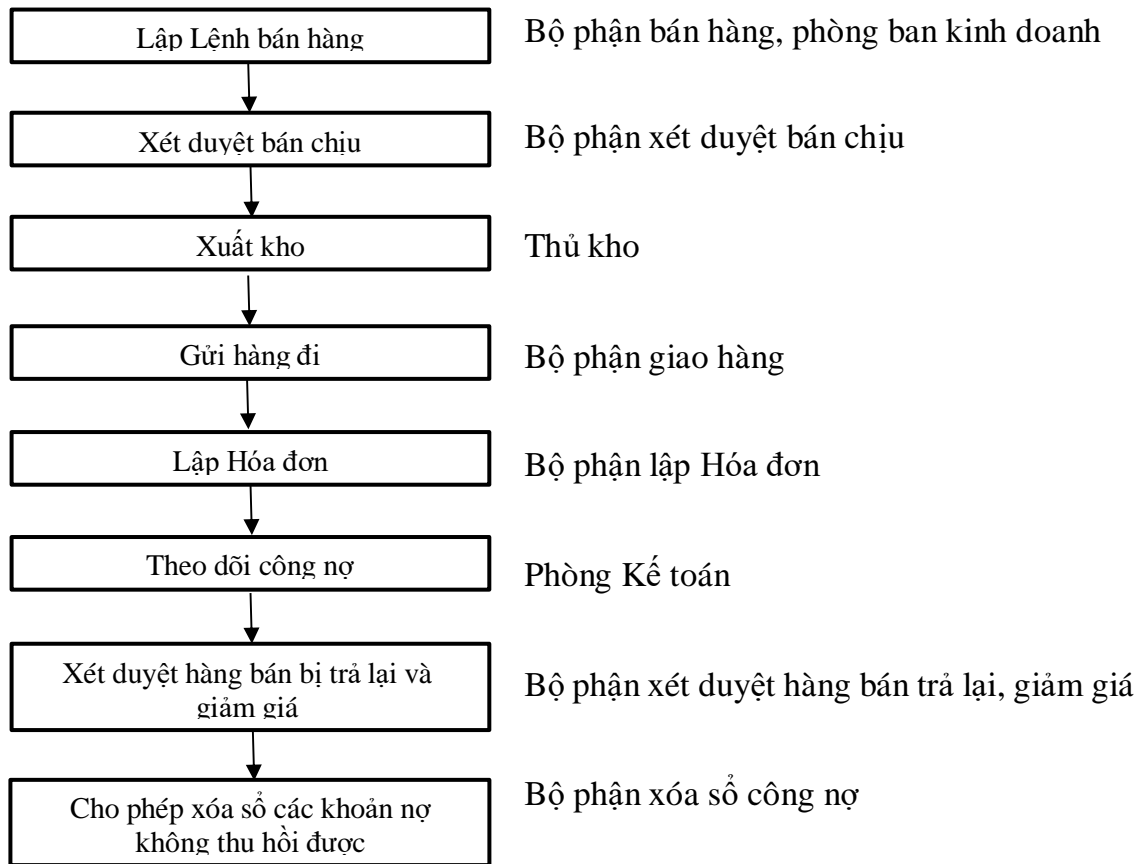 Lập Lệnh bán hàng
Bộ phận bán hàng, phòng ban kinh doanh
Xét duyệt bán chịu
Bộ phận xét duyệt bán chịu
Xuất kho
Thủ kho
Gửi hàng đi
Bộ phận giao hàng
Lập Hóa đơn
Bộ phận lập Hóa đơn
Theo dõi công nợ
Phòng Kế toán
Xét duyệt hàng bán bị trả lại và
giảm giá
Bộ phận xét duyệt hàng bán trả lại, giảm giá
Cho phép xóa sổ các khoản nợ
không thu hồi được
Bộ phận xóa sổ công nợ